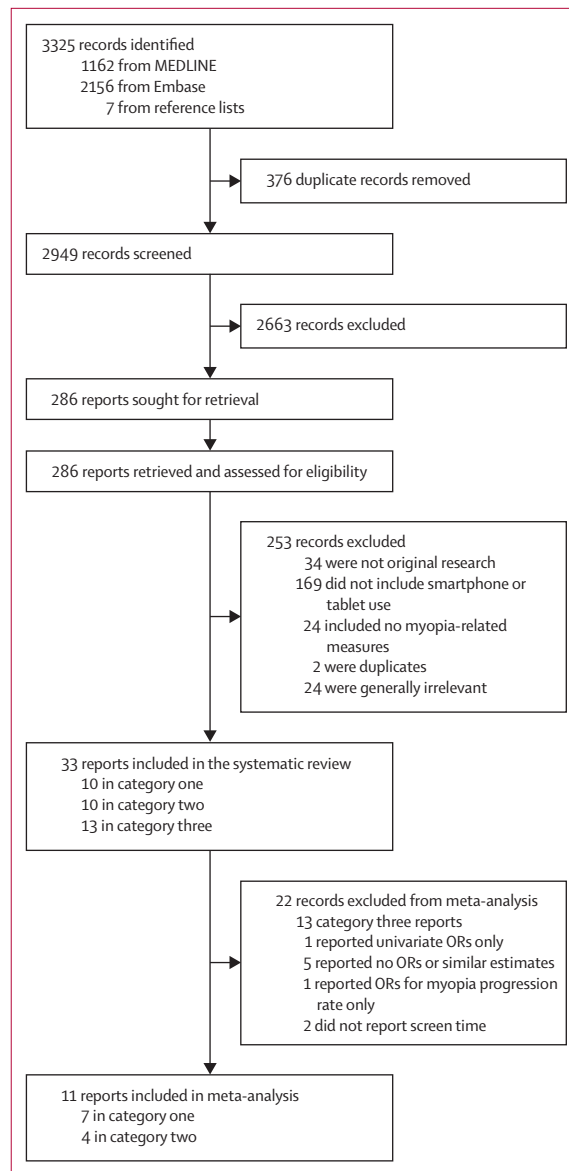 3325 records identified
1162 from MEDLINE
2156 from Embase
7 from reference lists
376 duplicate records removed
2949 records screened
2663 records excluded
286 reports sought for retrieval
286 reports retrieved and assessed for eligibility
253 records excluded
34 were not original research
169 did not include smartphone or
tablet use
24 included no myopia-related
measures
2 were duplicates
24 were generally irrelevant
33 reports included in the systematic review
10 in category one
10 in category two
13 in category three
22 records excluded from meta-analysis
13 category three reports
1 reported univariate ORs only
5 reported no ORs or similar estimates
1 reported ORs for myopia progression
rate only
2 did not report screen time
11 reports included in meta-analysis
7 in category one
4 in category two